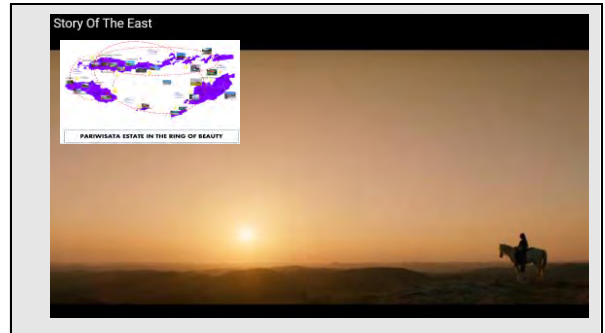 Story Of The East
PARIWISATA ESTATE IN THE RING OF BEAUTY